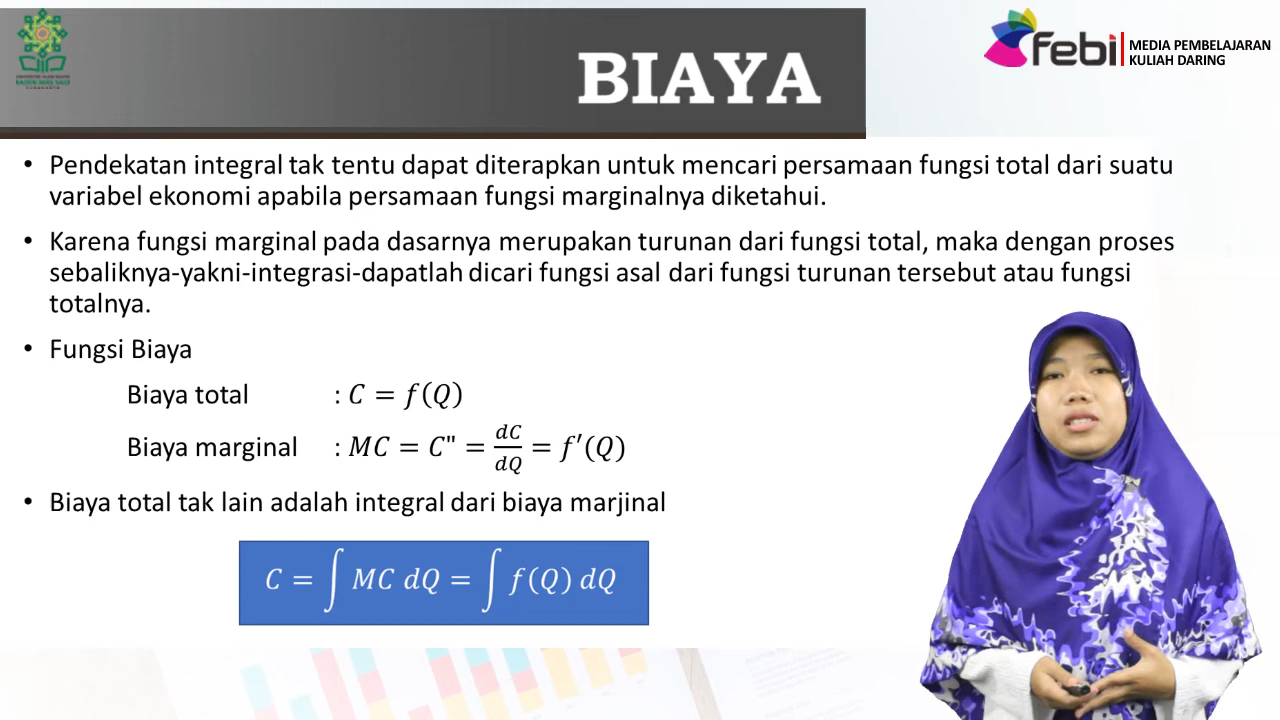 BIAYA
febi
MEDIA PEMBELAJARAN
KULIAH DARING
• Pendekatan integral tak tentu dapat diterapkan untuk mencari persamaan fungsi total dari suatu
variabel ekonomi apabila persamaan fungsi marginalnya diketahui.
• Karena fungsi marginal pada dasarnya merupakan turunan dari fungsi total, maka dengan proses
sebaliknya-yakni-integrasi-dapatlah dicari fungsi asal dari fungsi turunan tersebut atau fungsi
totalnya.
• Fungsi Biaya
Biaya total : C = f(Q)
Biaya marginal : MC = C" = dC/dQ = f′(Q)
• Biaya total tak lain adalah integral dari biaya marjinal
C = ∫ MC dQ = ∫ f(Q) dQ